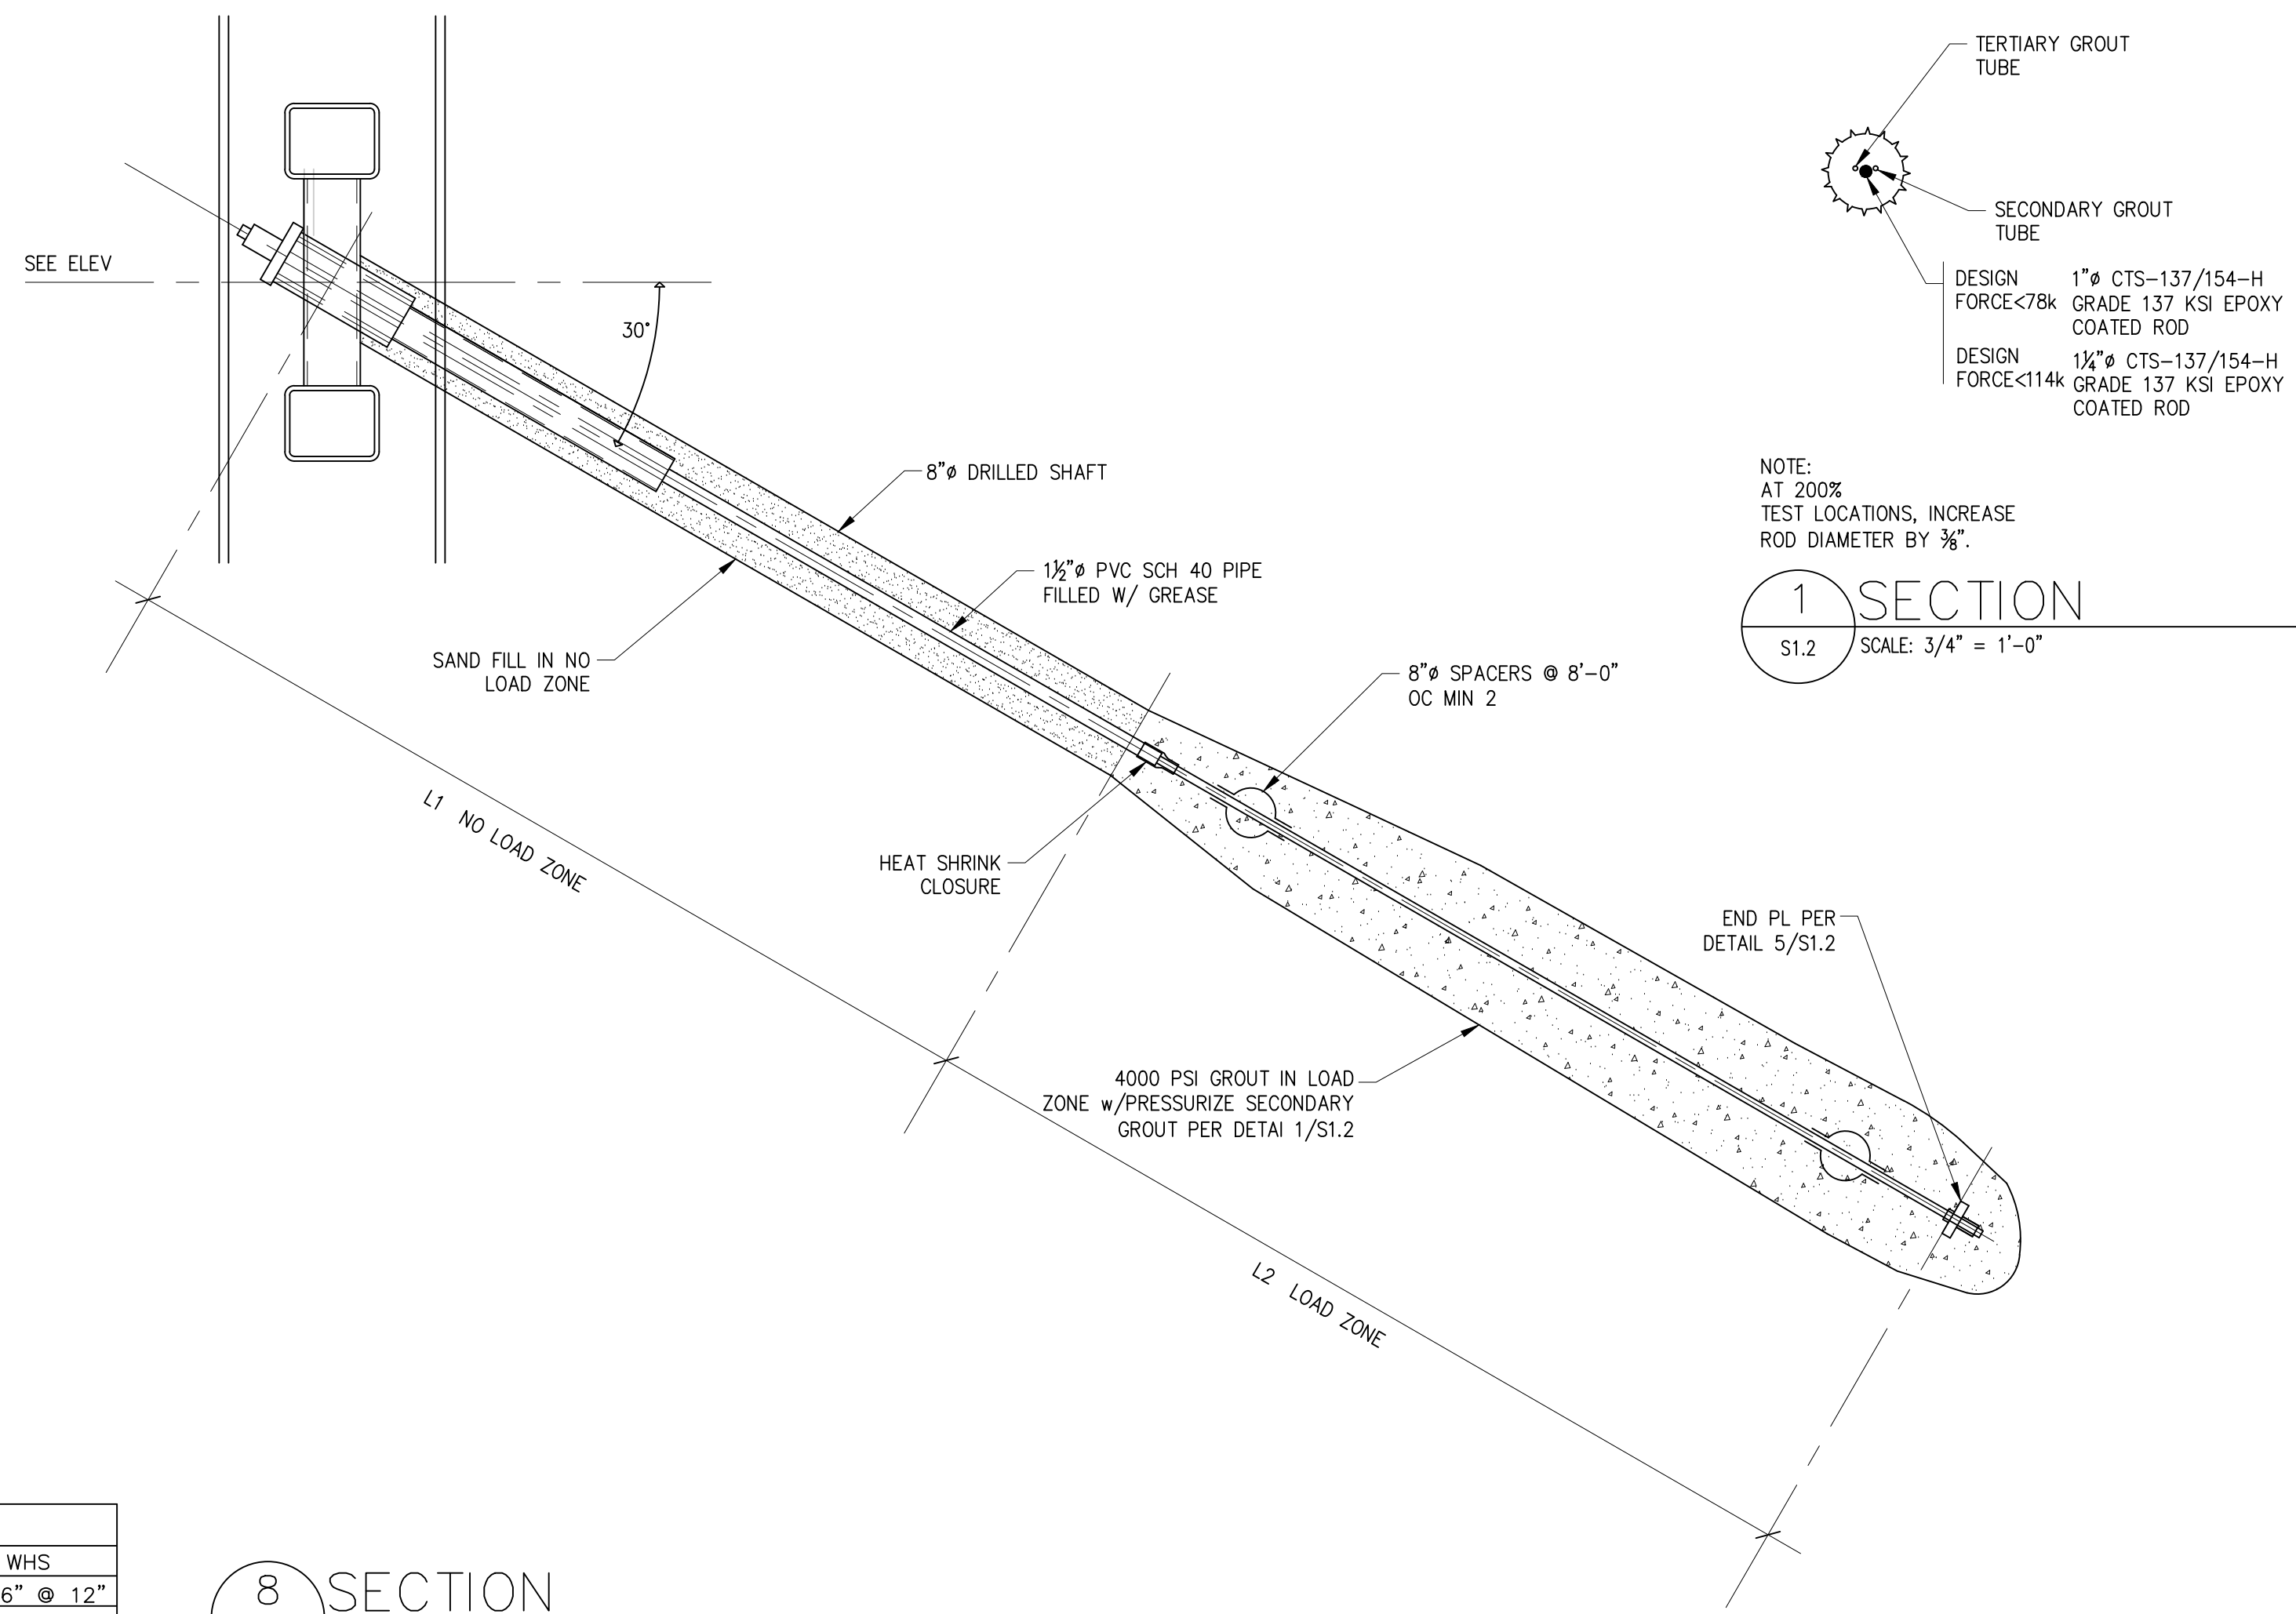 TERTIARY GROUT
TUBE
SECONDARY GROUT
TUBE
DESIGN
FORCE<78k
1"ø CTS-137/154-H
GRADE 137 KSI EPOXY
COATED ROD
DESIGN
FORCE<114k
1¼"ø CTS-137/154-H
GRADE 137 KSI EPOXY
COATED ROD
NOTE:
AT 200%
TEST LOCATIONS, INCREASE
ROD DIAMETER BY ⅜".
1
S1.2
SECTION
SCALE: 3/4" = 1'-0"
SEE ELEV
30°
8"ø DRILLED SHAFT
1½"ø PVC SCH 40 PIPE
FILLED W/ GREASE
SAND FILL IN NO
LOAD ZONE
8"ø SPACERS @ 8'-0"
OC MIN 2
L1 NO LOAD ZONE
HEAT SHRINK
CLOSURE
END PL PER
DETAIL 5/S1.2
4000 PSI GROUT IN LOAD
ZONE w/PRESSURIZE SECONDARY
GROUT PER DETAI 1/S1.2
L2 LOAD ZONE
WHS
6" @ 12"
8
SECTION